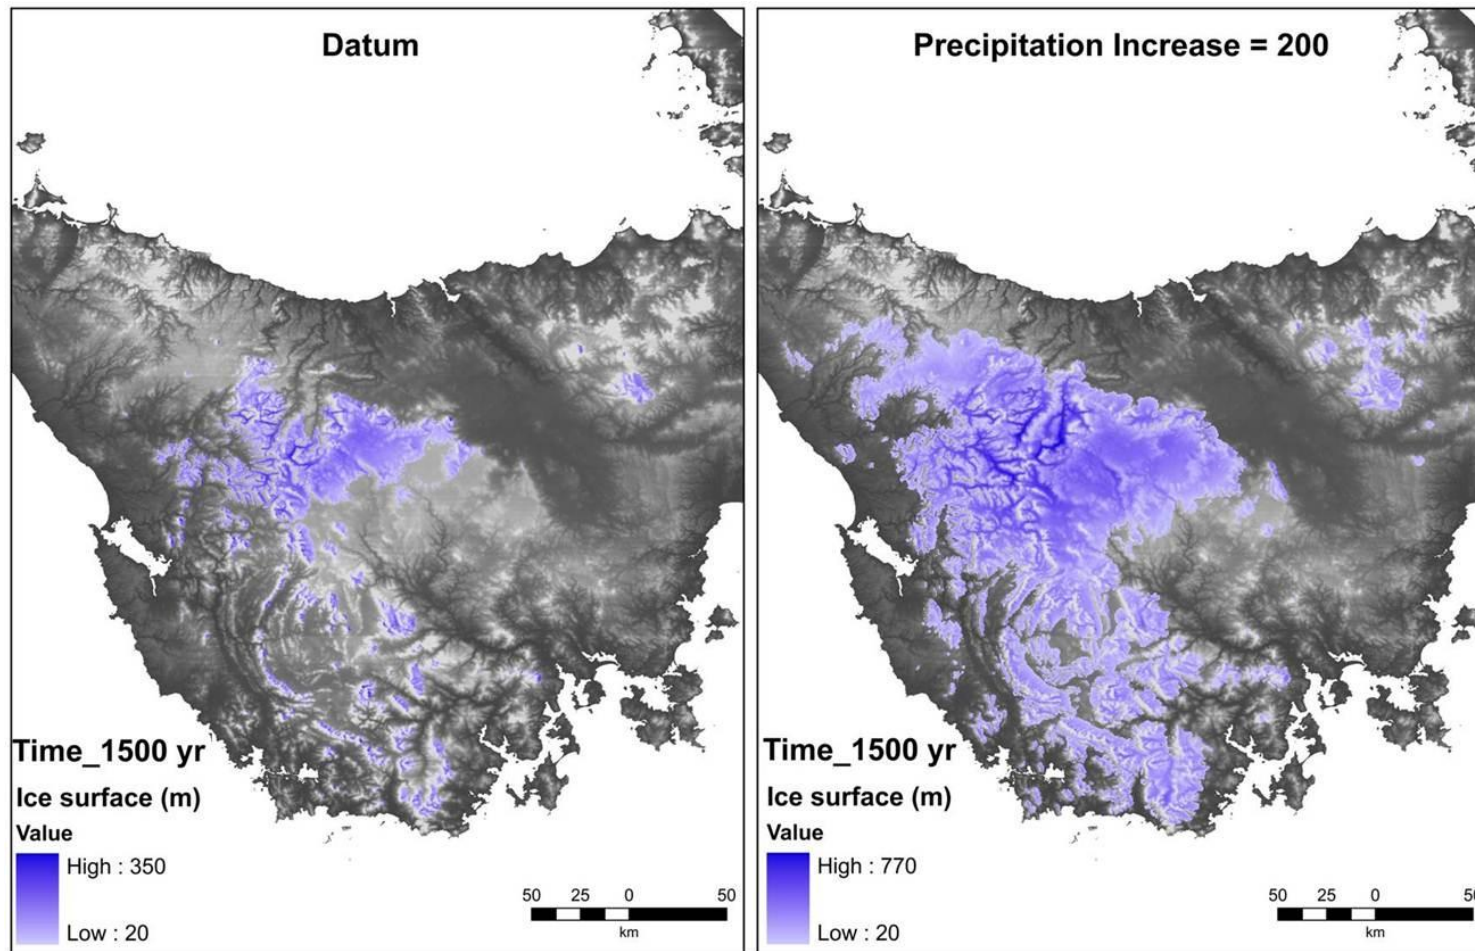 Datum
Time_1500 yr
Ice surface (m)
Value
High : 350
Low : 20
50 25 0 50
km
Precipitation Increase = 200
Time_1500 yr
Ice surface (m)
Value
High : 770
Low : 20
50 25 0 50
km